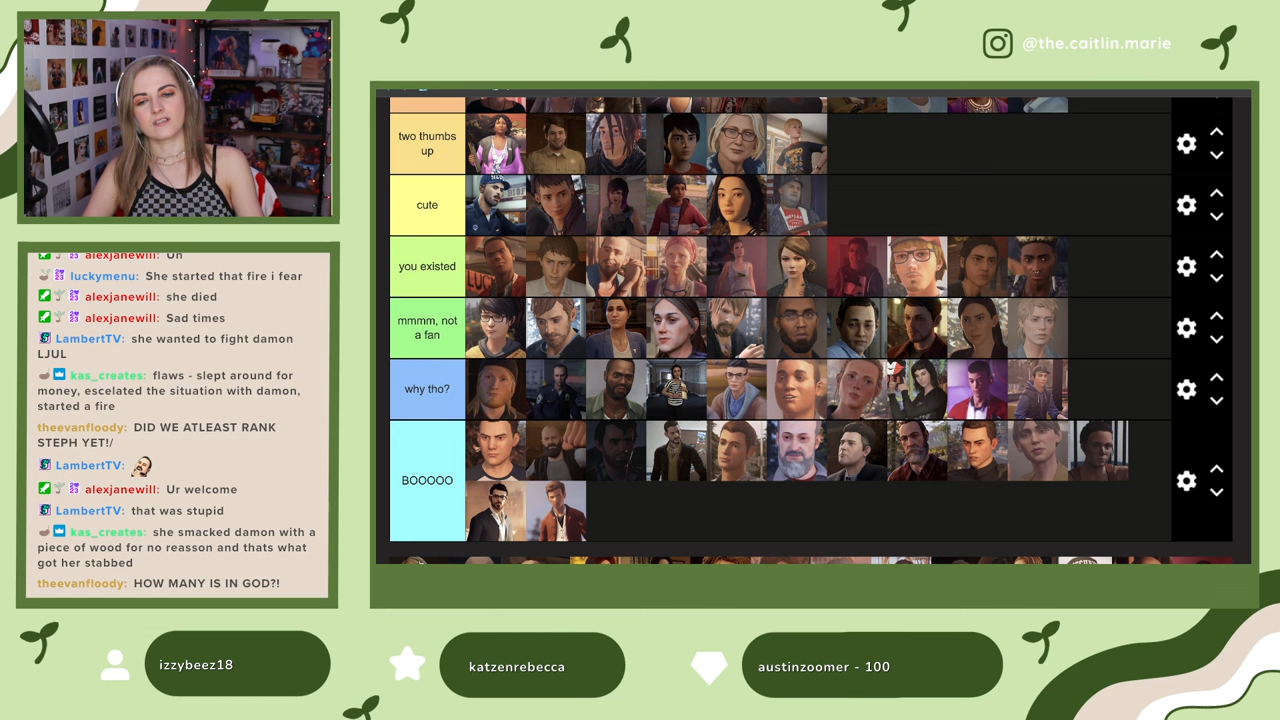 @the.caitlin.marie
two thumbs
up
cute
you existed
mmmm, not
a fan
why tho?
BOOOOO
alexjanewill: Uh
luckymenu: She started that fire i fear
alexjanewill: she died
alexjanewill: Sad times
LambertTV: she wanted to fight damon
LJUL
kas_creates: flaws - slept around for
money, escelated the situation with damon,
started a fire
theevanfloody: DID WE ATLEAST RANK
STEPH YET!/
LambertTV:
alexjanewill: Ur welcome
LambertTV: that was stupid
kas_creates: she smacked damon with a
piece of wood for no reasson and thats what
got her stabbed
theevanfloody: HOW MANY IS IN GOD?!
izzybeez18
katzenrebecca
austinzoomer - 100